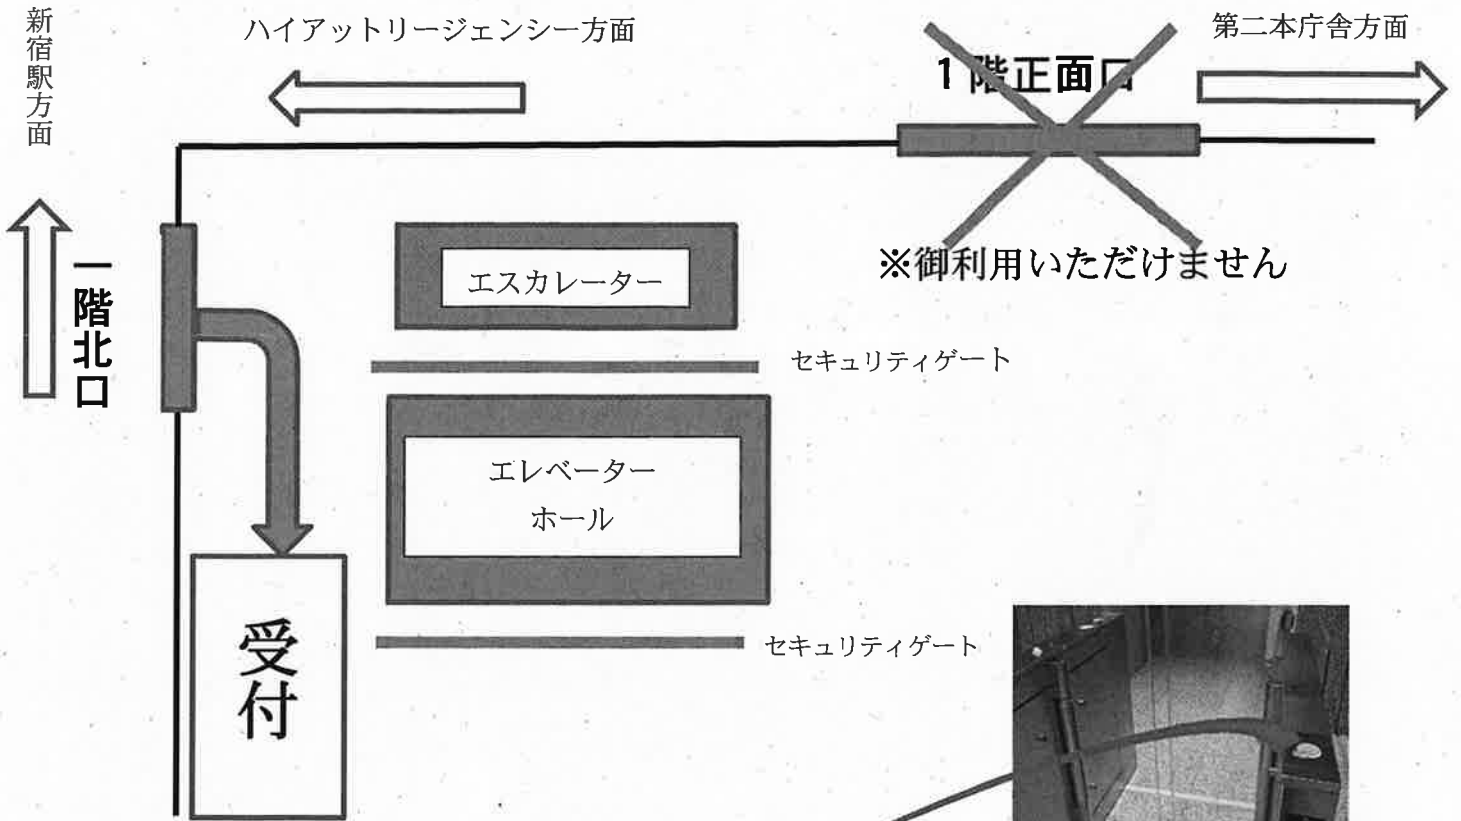 新宿駅方面
ハイアットリージェンシー方面
第二本庁舎方面
1階正面口
※御利用いただけません
一階北口
エスカレーター
セキュリティゲート
エレベーター
ホール
セキュリティゲート
受付